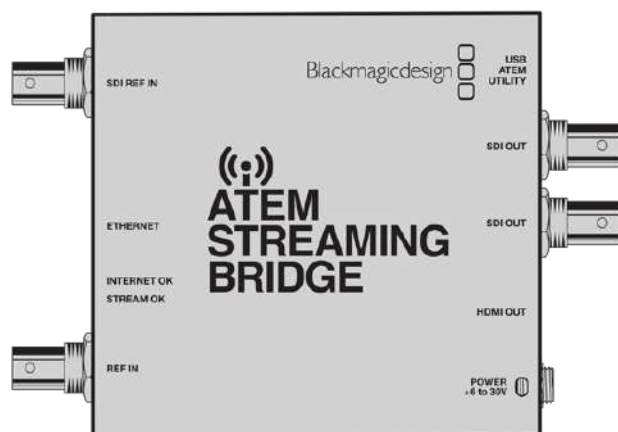 Blackmagicdesign
USB
ATEM
UTILITY
SDI REF IN
SDI OUT
ATEM
STREAMING
BRIDGE
ETHERNET
SDI OUT
INTERNET OK
STREAM OK
HDMI OUT
REF IN
POWER
+6 to 30V